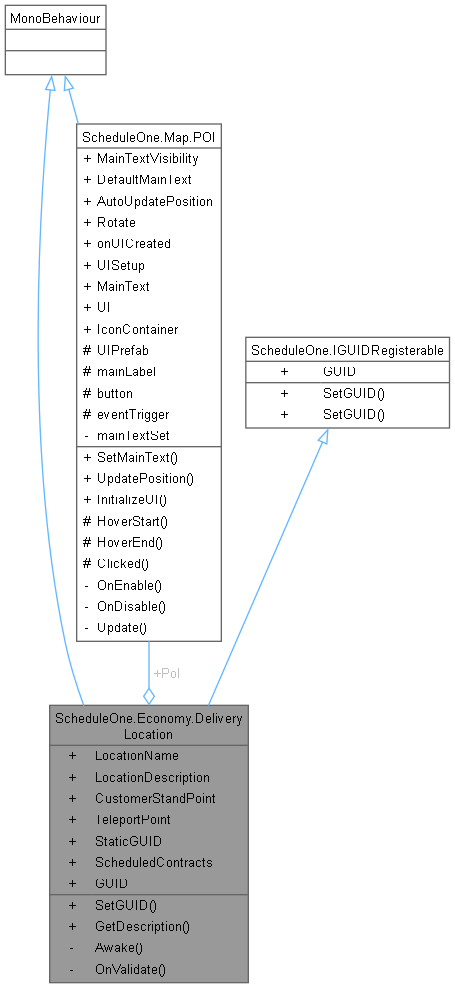 MonoBehaviour
ScheduleOne.Map.POI
+ MainTextVisibility
+ DefaultMainText
+ AutoUpdatePosition
+ Rotate
+ onUICreated
+ UISetup
+ MainText
+ UI
+ IconContainer
# UIPrefab
# mainLabel
# button
# eventTrigger
- mainTextSet
+ SetMainText()
+ UpdatePosition()
+ InitializeUI()
# HoverStart()
# HoverEnd()
# Clicked()
- OnEnable()
- OnDisable()
- Update()
ScheduleOne.IGUIDRegisterable
+ GUID
+ SetGUID()
+ SetGUID()
+PoI
ScheduleOne.Economy.Delivery
Location
+ LocationName
+ LocationDescription
+ CustomerStandPoint
+ TeleportPoint
+ StaticGUID
+ ScheduledContracts
+ GUID
+ SetGUID()
+ GetDescription()
- Awake()
- OnValidate()